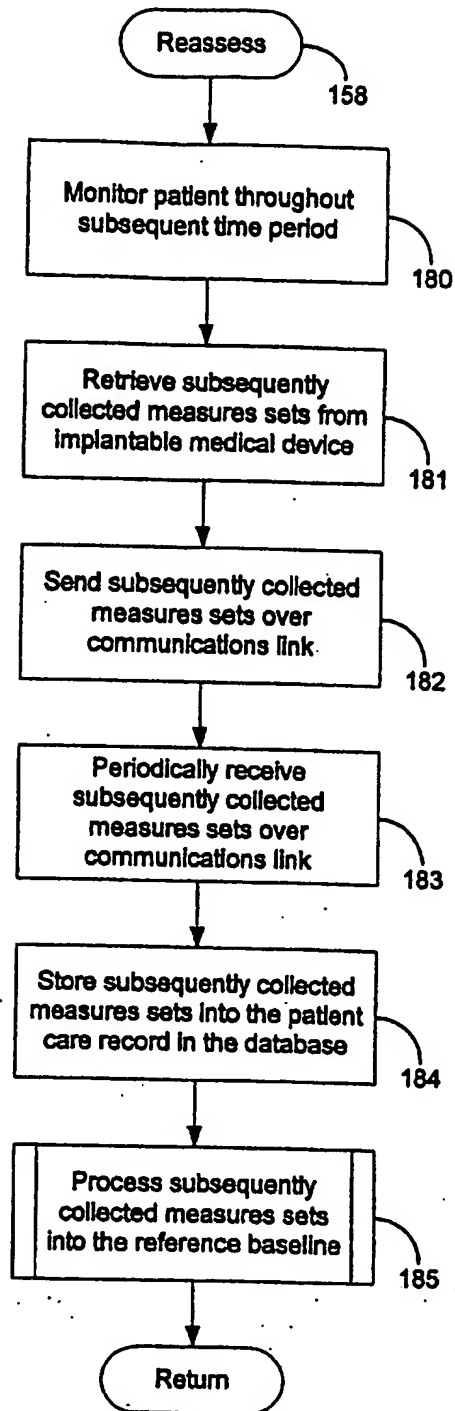 Reassess
158
Monitor patient throughout
subsequent time period
180
Retrieve subsequently
collected measures sets from
implantable medical device
181
Send subsequently collected
measures sets over
communications link
182
Periodically receive
subsequently collected
measures sets over
communications link
183
Store subsequently collected
measures sets into the patient
care record in the database
184
Process subsequently
collected measures sets
into the reference baseline
185
Return